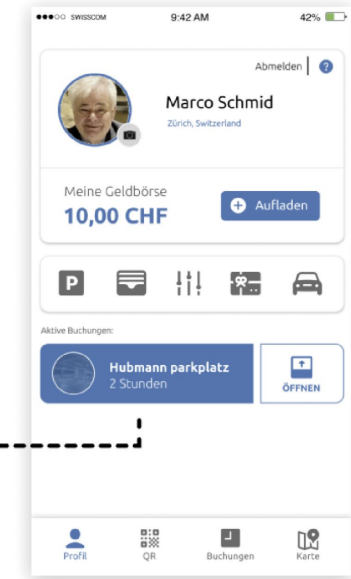 SWISSCOM 9:42 AM 42%
Abmelden ?
Marco Schmid
Zürich, Switzerland
Meine Geldbörse
10,00 CHF
Aufladen
P
Aktive Buchungen:
Hubmann parkplatz
2 Stunden
ÖFFNEN
Profil QR Buchungen Karte